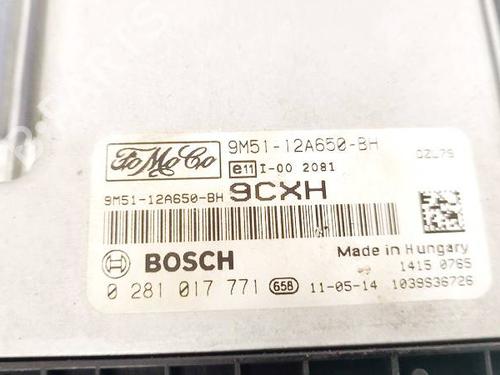 FoMoCo
9M51-12A650-BH
e11 I-00 2081
9M51-12A650-BH 9CXH
BOSCH
Made in Hungary
1415 0765
0 281 017 771 658 11-05-14 1039S36726